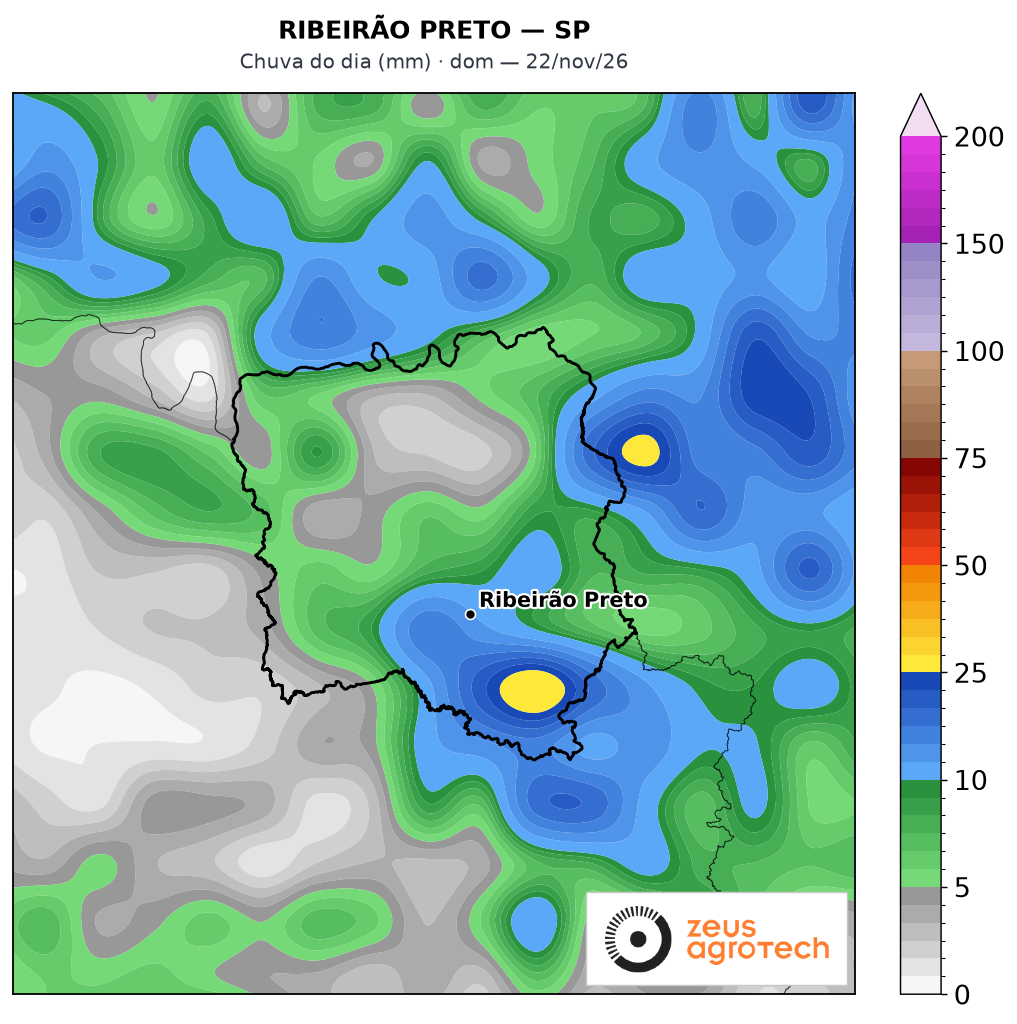 RIBEIRÃO PRETO — SP
Chuva do dia (mm) · dom — 22/nov/26
200
150
100
75
50
25
10
5
0
Ribeirão Preto
zeus
agrotech